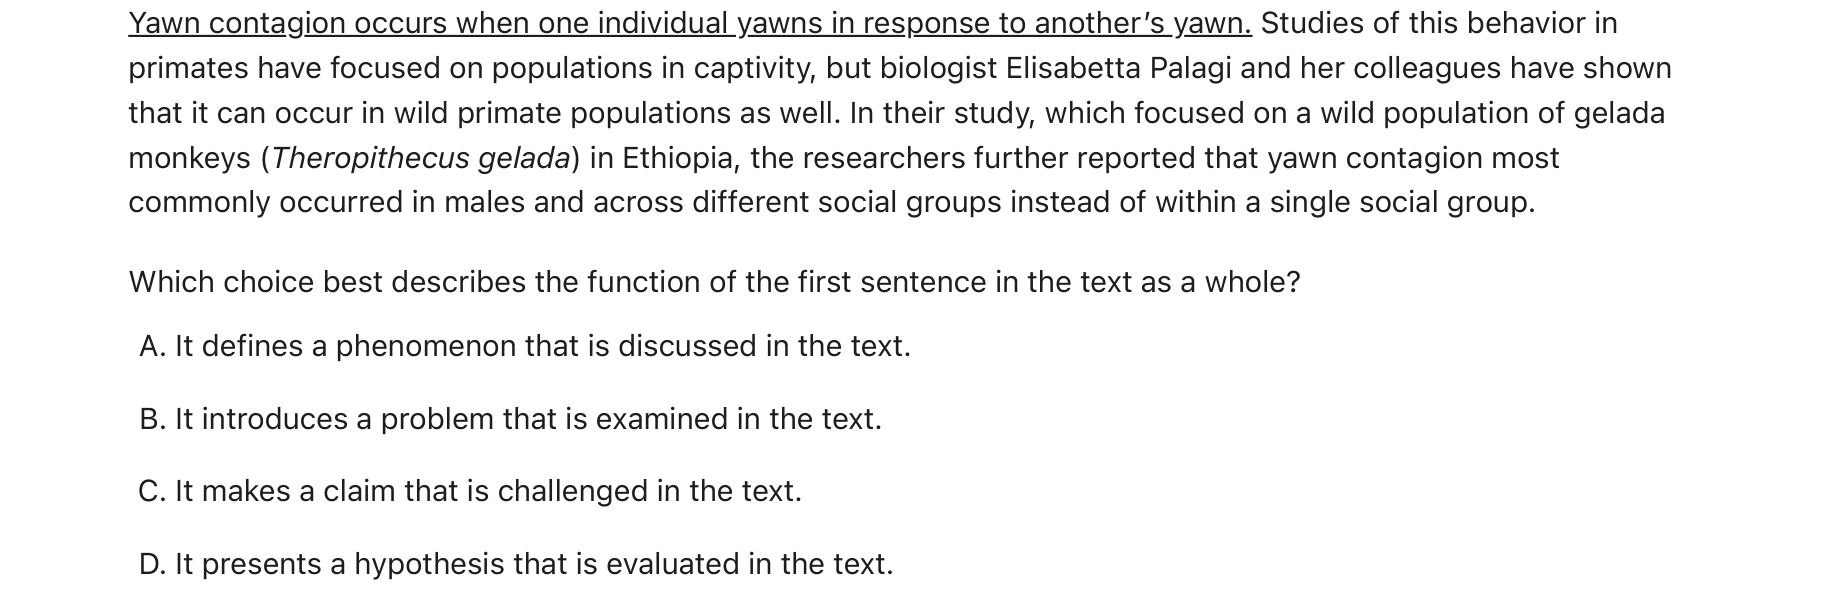 Yawn contagion occurs when one individual yawns in response to another’s yawn. Studies of this behavior in
primates have focused on populations in captivity, but biologist Elisabetta Palagi and her colleagues have shown
that it can occur in wild primate populations as well. In their study, which focused on a wild population of gelada
monkeys (Theropithecus gelada) in Ethiopia, the researchers further reported that yawn contagion most
commonly occurred in males and across different social groups instead of within a single social group.
Which choice best describes the function of the first sentence in the text as a whole?
A. It defines a phenomenon that is discussed in the text.
B. It introduces a problem that is examined in the text.
C. It makes a claim that is challenged in the text.
D. It presents a hypothesis that is evaluated in the text.